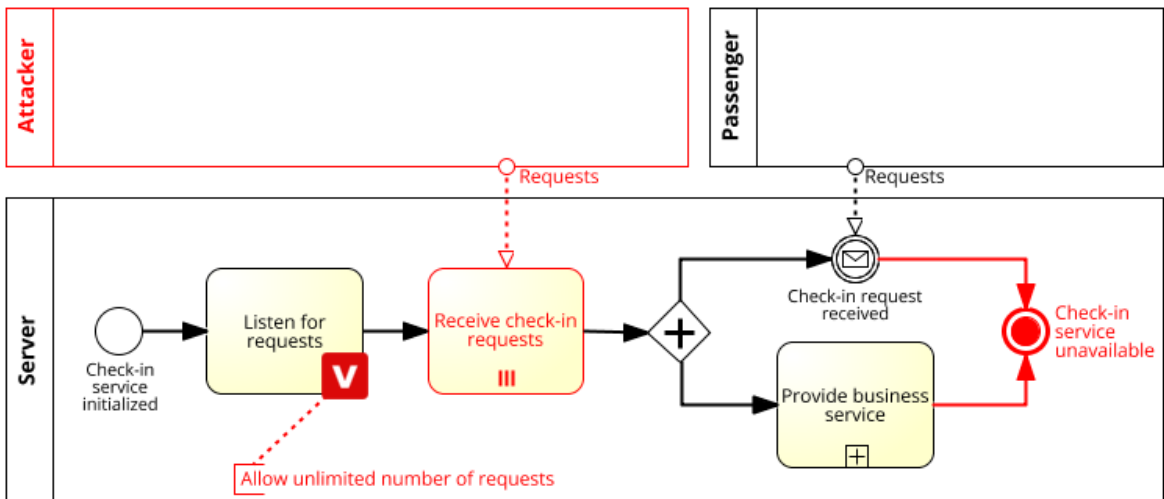 Attacker
Passenger
Requests
Requests
Server
Check-in
service
initialized
Listen for
requests
V
Allow unlimited number of requests
Receive check-in
requests
Check-in request
received
Provide business
service
Check-in
service
unavailable